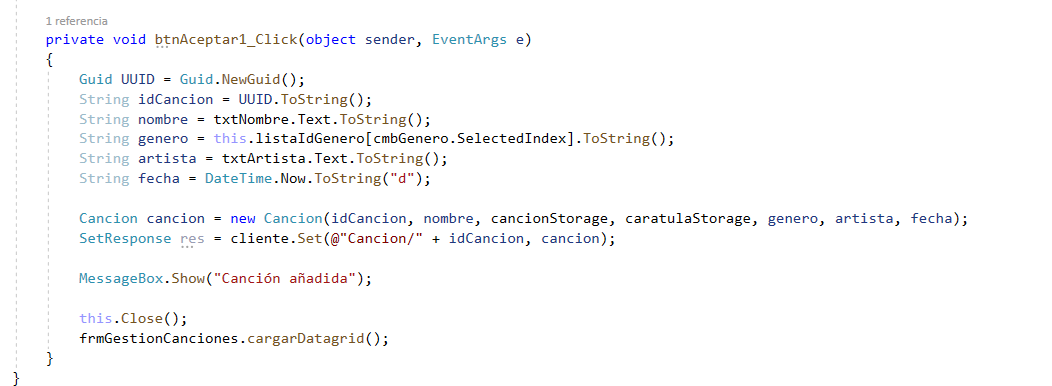 1 referencia
private void btnAceptar1_Click(object sender, EventArgs e)
{
Guid UUID = Guid.NewGuid();
String idCancion = UUID.ToString();
String nombre = txtNombre.Text.ToString();
String genero = this.listaIdGenero[cmbGenero.SelectedIndex].ToString();
String artista = txtArtista.Text.ToString();
String fecha = DateTime.Now.ToString("d");
Cancion cancion = new Cancion(idCancion, nombre, cancionStorage, caratulaStorage, genero, artista, fecha);
SetResponse res = cliente.Set(@"Cancion/" + idCancion, cancion);
MessageBox.Show("Canción añadida");
this.Close();
frmGestionCanciones.cargarDatagrid();
}
}